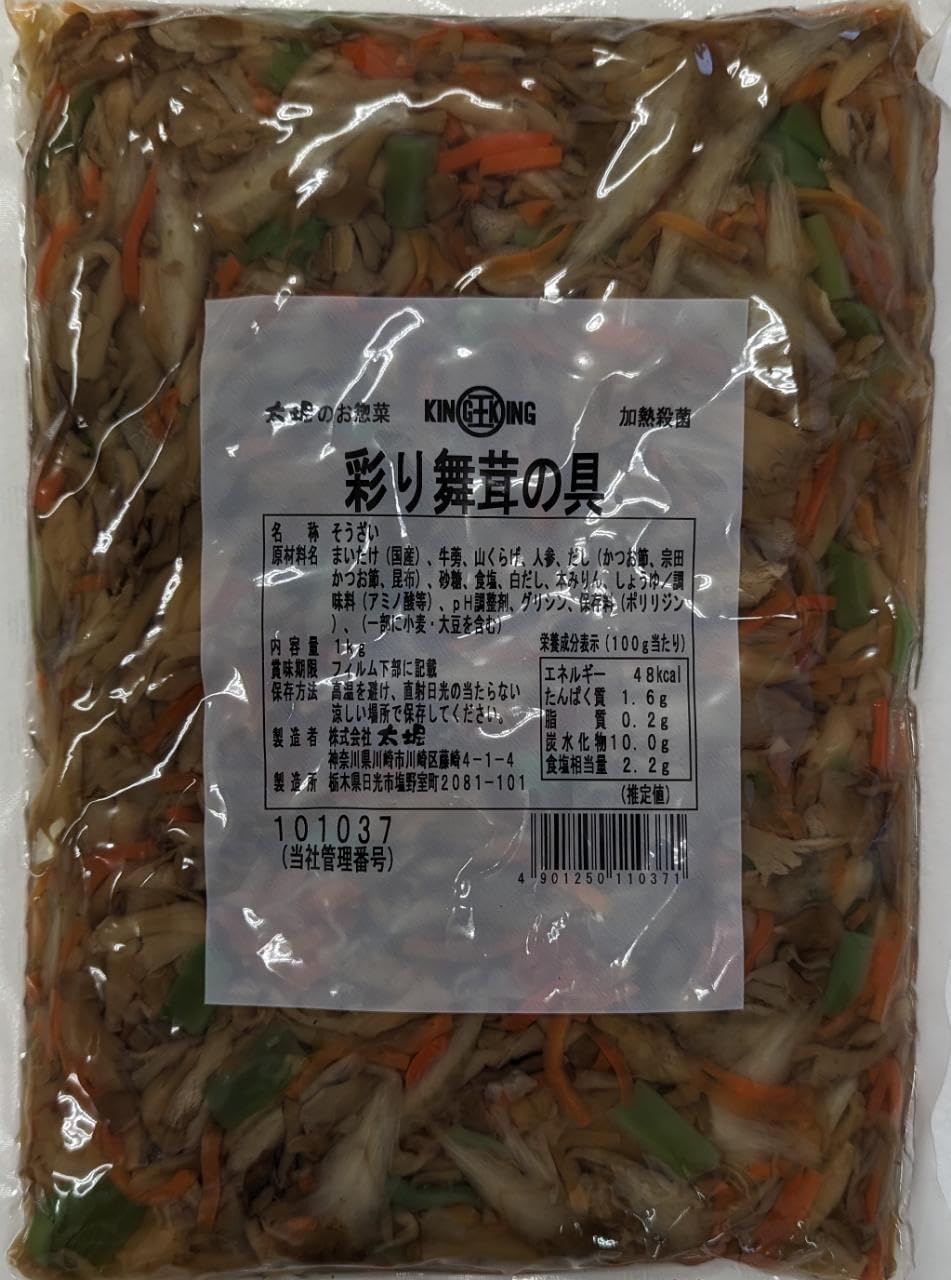 太堀のお惣菜 KING KING 加熱殺菌
彩り舞茸の具
名称 そうざい
原材料名 まいたけ（国産）、牛蒡、山くらげ、人参、だし（かつお節、宗田
かつお節、昆布）、砂糖、食塩、白だし、本みりん、しょうゆ／調
味料（アミノ酸等）、pH調整剤、グリシン、保存料（ポリリジン
）、（一部に小麦・大豆を含む）
内容量 1kg
賞味期限 フィルム下部に記載
保存方法 高温を避け、直射日光の当たらない
涼しい場所で保存してください。
製造者 株式会社 太堀
神奈川県川崎市川崎区藤崎4-1-4
製造所 栃木県日光市塩野室町2081-101
栄養成分表示（100g当たり）
エネルギー 48kcal
たんぱく質 1.6g
脂質 0.2g
炭水化物 10.0g
食塩相当量 2.2g
（推定値）
101037
（当社管理番号）
4 901250 110371